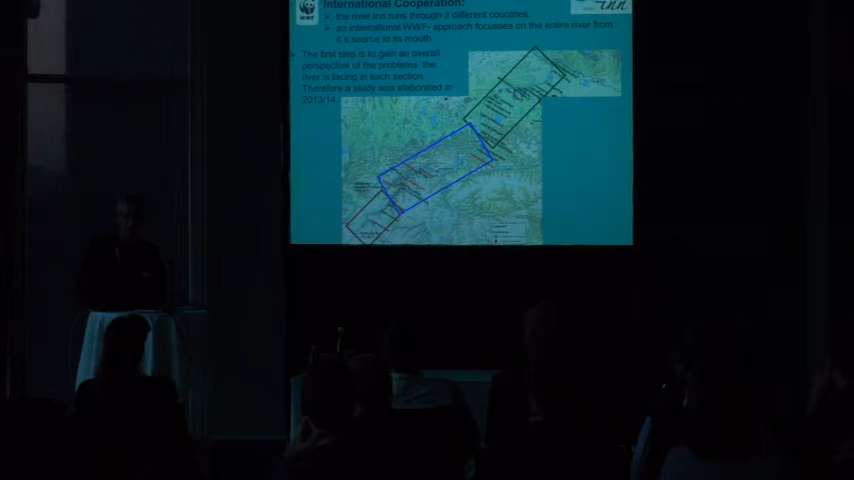 International Cooperation:
WWF
inn
➢ the river Inn runs through 3 different countries.
➢ an international WWF- approach focusses on the entire river from
it´s source to its mouth
➢ The first step is to gain an overall
perspective of the problems the
river is facing in each section.
Therefore a study was elaborated in
2013/14.